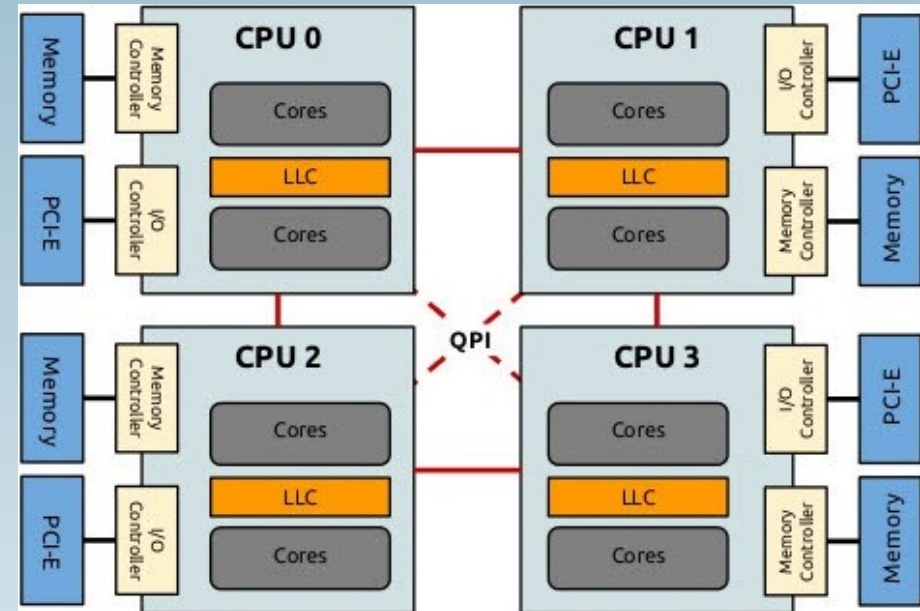 CPU 0
Memory
Memory
Controller
Cores
LLC
Cores
PCI-E
I/O
Controller
CPU 1
Cores
LLC
Cores
I/O
Controller
PCI-E
Memory
Controller
Memory
QPI
CPU 2
Memory
Memory
Controller
Cores
LLC
Cores
PCI-E
I/O
Controller
CPU 3
Cores
LLC
Cores
I/O
Controller
PCI-E
Memory
Controller
Memory